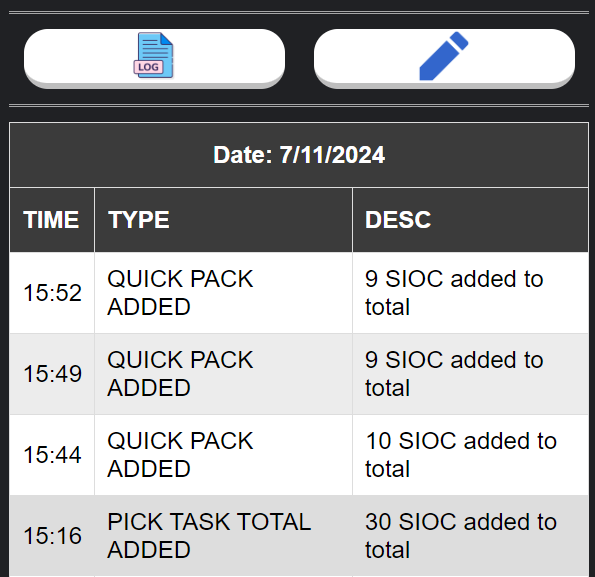 LOG
Date: 7/11/2024
TIME TYPE DESC
15:52 QUICK PACK ADDED 9 SIOC added to total
15:49 QUICK PACK ADDED 9 SIOC added to total
15:44 QUICK PACK ADDED 10 SIOC added to total
15:16 PICK TASK TOTAL ADDED 30 SIOC added to total